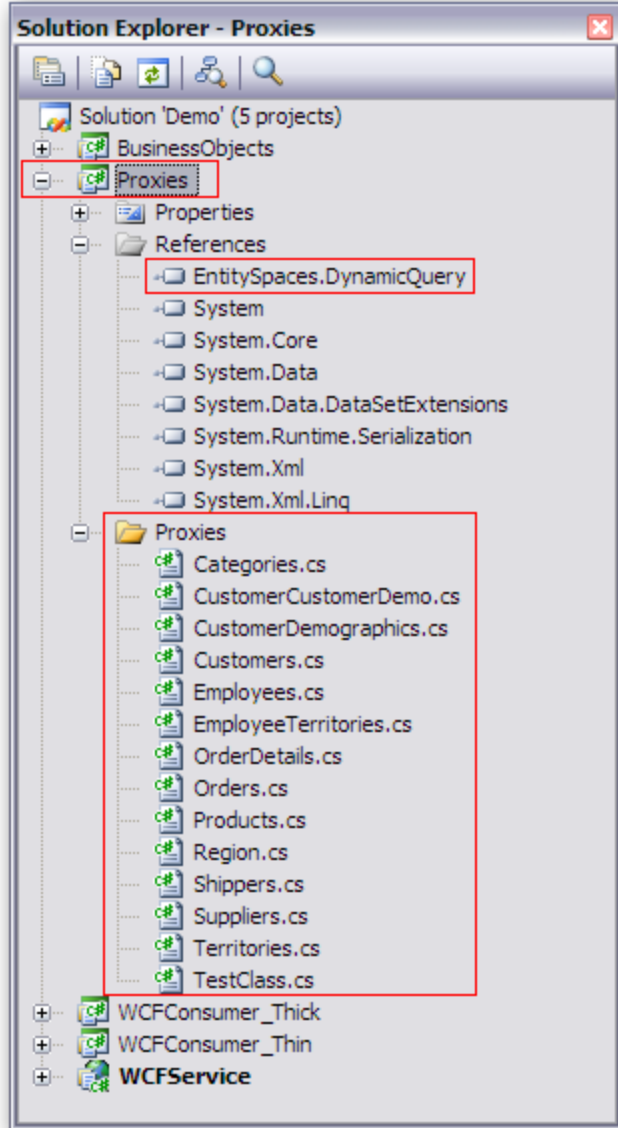 Solution Explorer - Proxies
Solution 'Demo' (5 projects)
BusinessObjects
Proxies
Properties
References
EntitySpaces.DynamicQuery
System
System.Core
System.Data
System.Data.DataSetExtensions
System.Runtime.Serialization
System.Xml
System.Xml.Linq
Proxies
Categories.cs
CustomerCustomerDemo.cs
CustomerDemographics.cs
Customers.cs
Employees.cs
EmployeeTerritories.cs
OrderDetails.cs
Orders.cs
Products.cs
Region.cs
Shippers.cs
Suppliers.cs
Territories.cs
TestClass.cs
WCFConsumer_Thick
WCFConsumer_Thin
WCFService